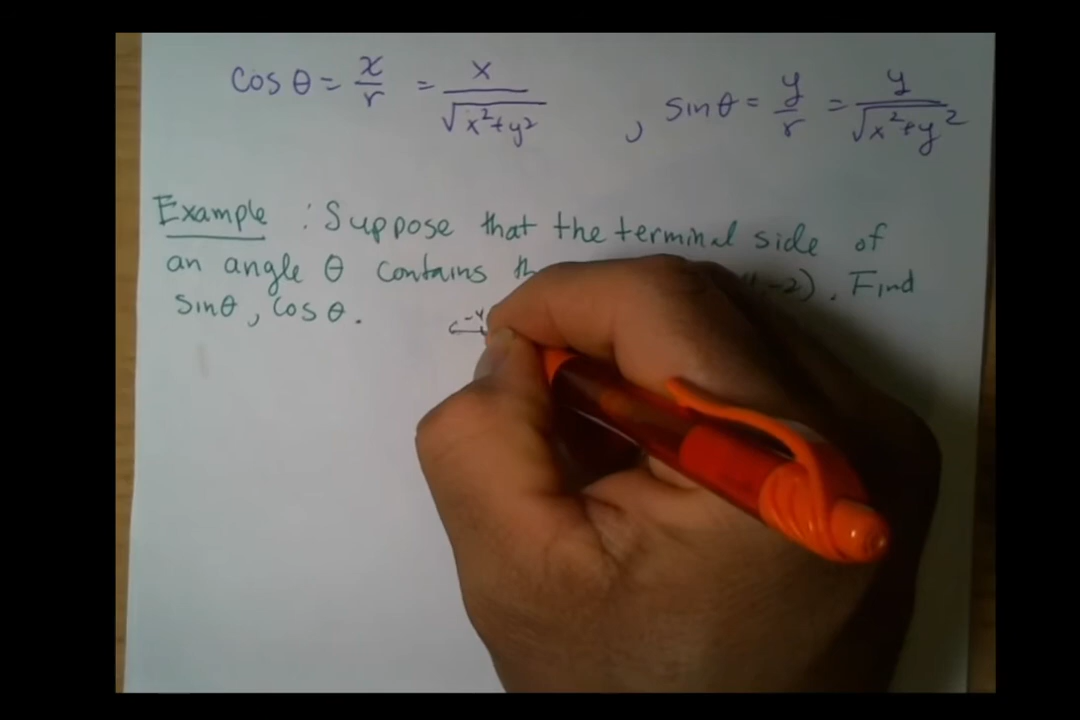 cos θ = x/r = x/√x²+y² , sin θ = y/r = y/√x²+y²
Example : Suppose that the terminal side of
an angle θ contains -2). Find
sin θ, cos θ.